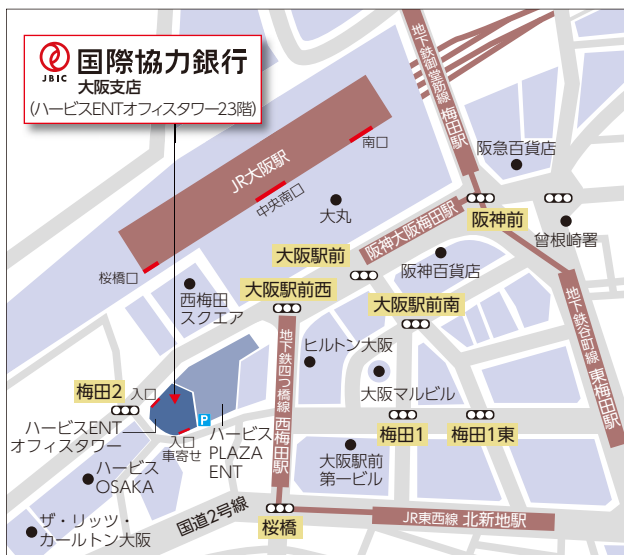 JBIC
国際協力銀行
大阪支店
(ハービスENTオフィスタワー23階)
地下鉄御堂筋線 梅田駅
阪急百貨店
南口
JR大阪駅
中央南口
大丸
阪神前
曾根崎署
阪神大阪梅田駅
大阪駅前
阪神百貨店
桜橋口
西梅田
スクエア
大阪駅前西
大阪駅前南
地下鉄谷町線 東梅田駅
地下鉄四つ橋線 西梅田駅
ヒルトン大阪
大阪マルビル
梅田2
入口
P
梅田1
梅田1東
ハービスENT
オフィスタワー
入口
車寄せ
ハービス
PLAZA
ENT
大阪駅前
第一ビル
ハービス
OSAKA
国道2号線
桜橋
JR東西線 北新地駅
ザ・リッツ・
カールトン大阪